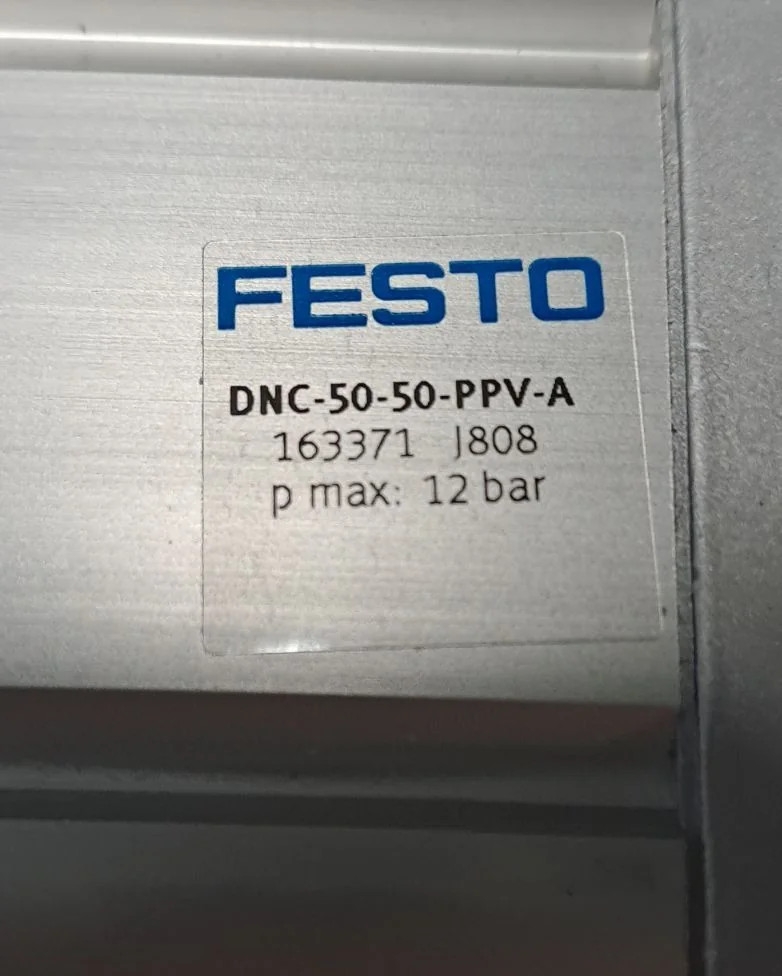 FESTO
DNC-50-50-PPV-A
163371 J808
p max: 12 bar